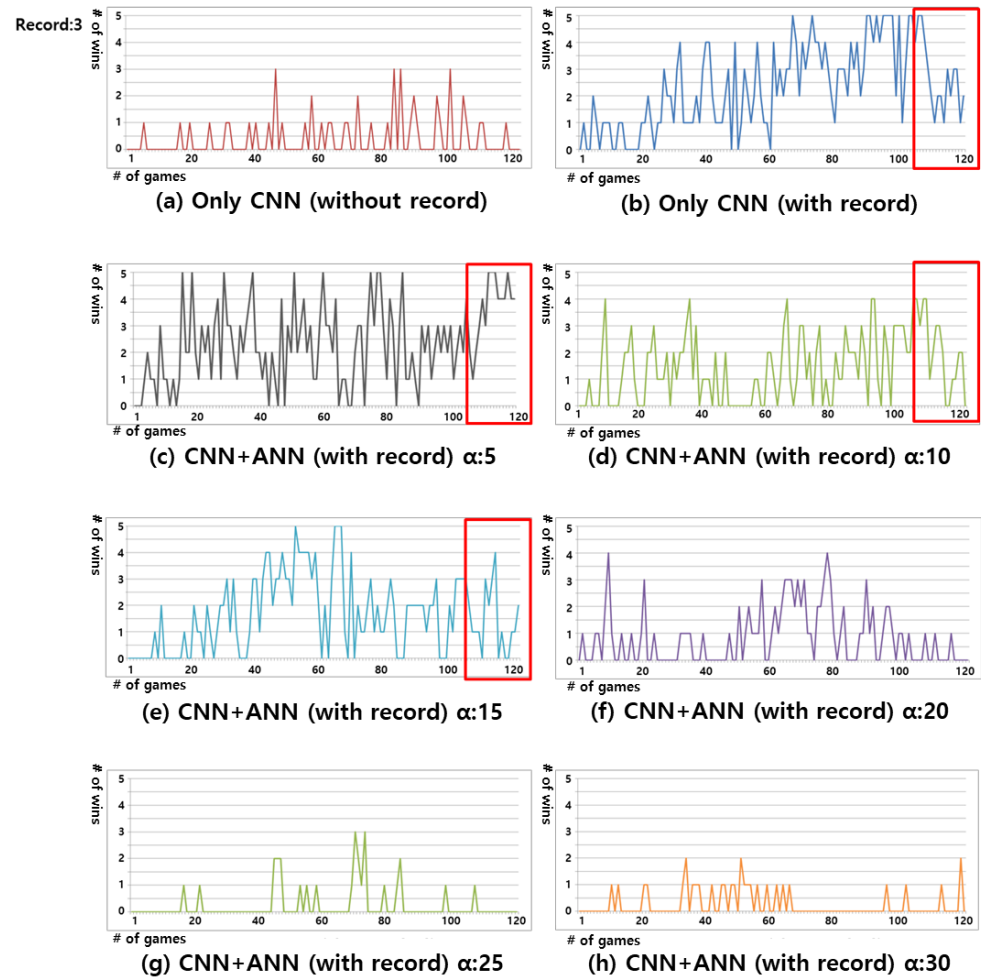 Record:3
# of wins
5
4
3
2
1
0
1 20 40 60 80 100 120
# of games
(a) Only CNN (without record)
# of wins
5
4
3
2
1
0
1 20 40 60 80 100 120
# of games
(b) Only CNN (with record)
# of wins
5
4
3
2
1
0
1 20 40 60 80 100 120
# of games
(c) CNN+ANN (with record) α:5
# of wins
5
4
3
2
1
0
1 20 40 60 80 100 120
# of games
(d) CNN+ANN (with record) α:10
# of wins
5
4
3
2
1
0
1 20 40 60 80 100 120
# of games
(e) CNN+ANN (with record) α:15
# of wins
5
4
3
2
1
0
1 20 40 60 80 100 120
# of games
(f) CNN+ANN (with record) α:20
# of wins
5
4
3
2
1
0
1 20 40 60 80 100 120
# of games
(g) CNN+ANN (with record) α:25
# of wins
5
4
3
2
1
0
1 20 40 60 80 100 120
# of games
(h) CNN+ANN (with record) α:30